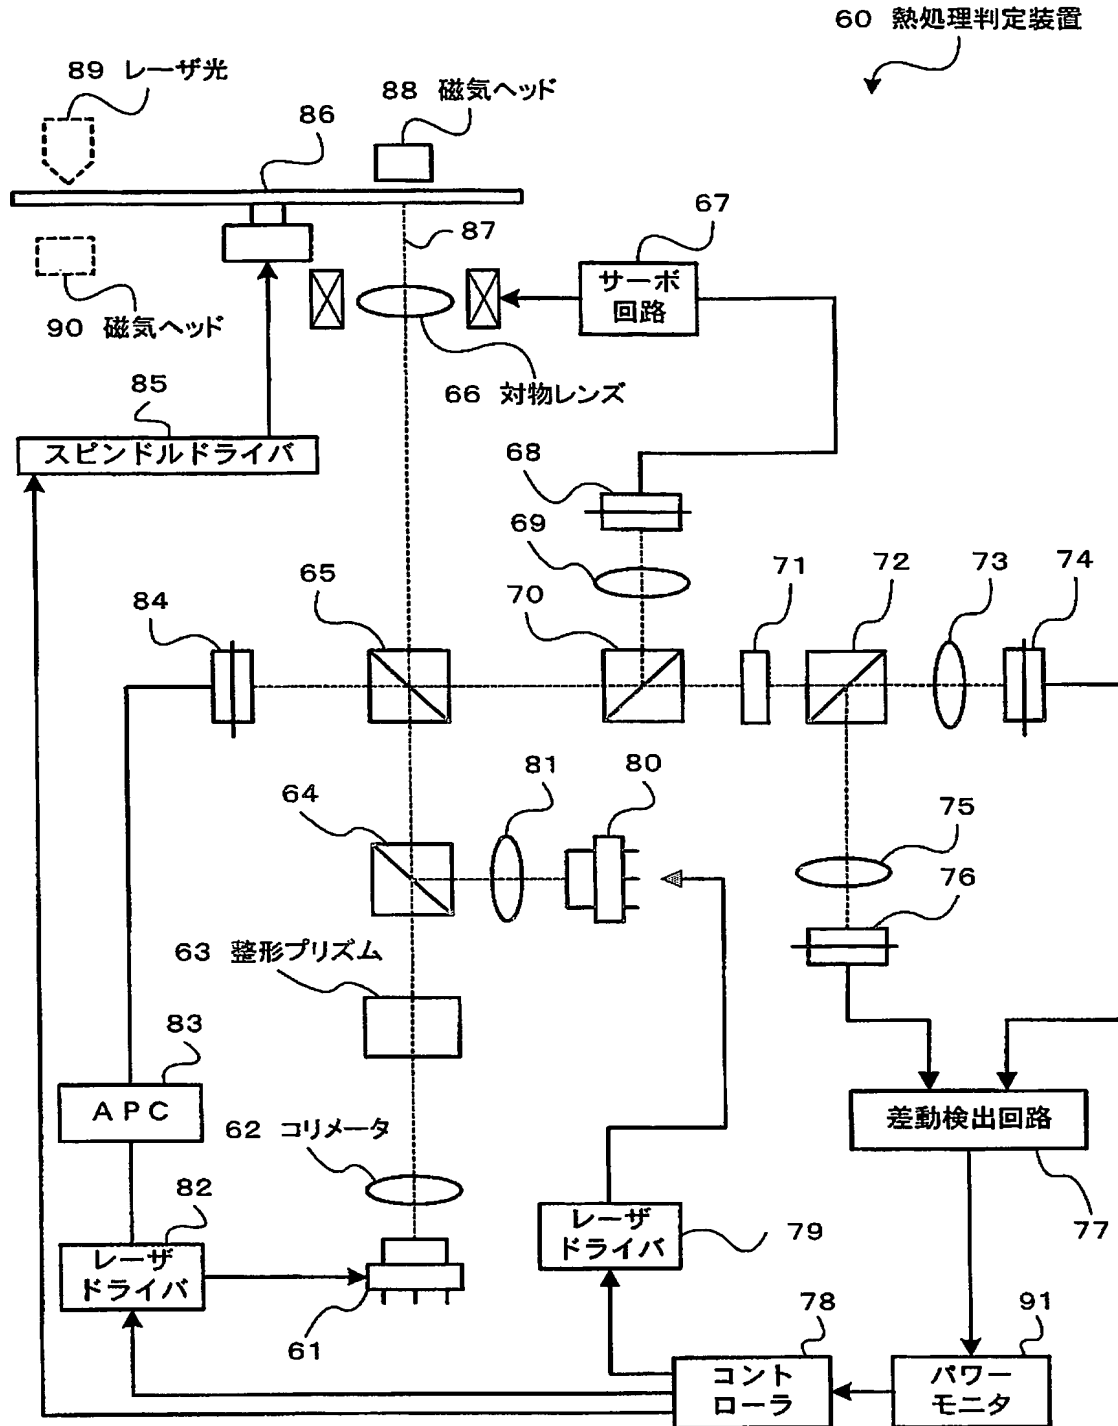 60 熱処理判定装置
89 レーザ光
88 磁気ヘッド
86
87
67
サーボ
回路
90 磁気ヘッド
66 対物レンズ
85
スピンドルドライバ
68
69
84
65
70
71
72
73
74
64
81
80
75
76
63 整形プリズム
83
APC
62 コリメータ
差動検出回路
77
82
レーザ
ドライバ
61
レーザ
ドライバ
79
78
コント
ローラ
91
パワー
モニタ